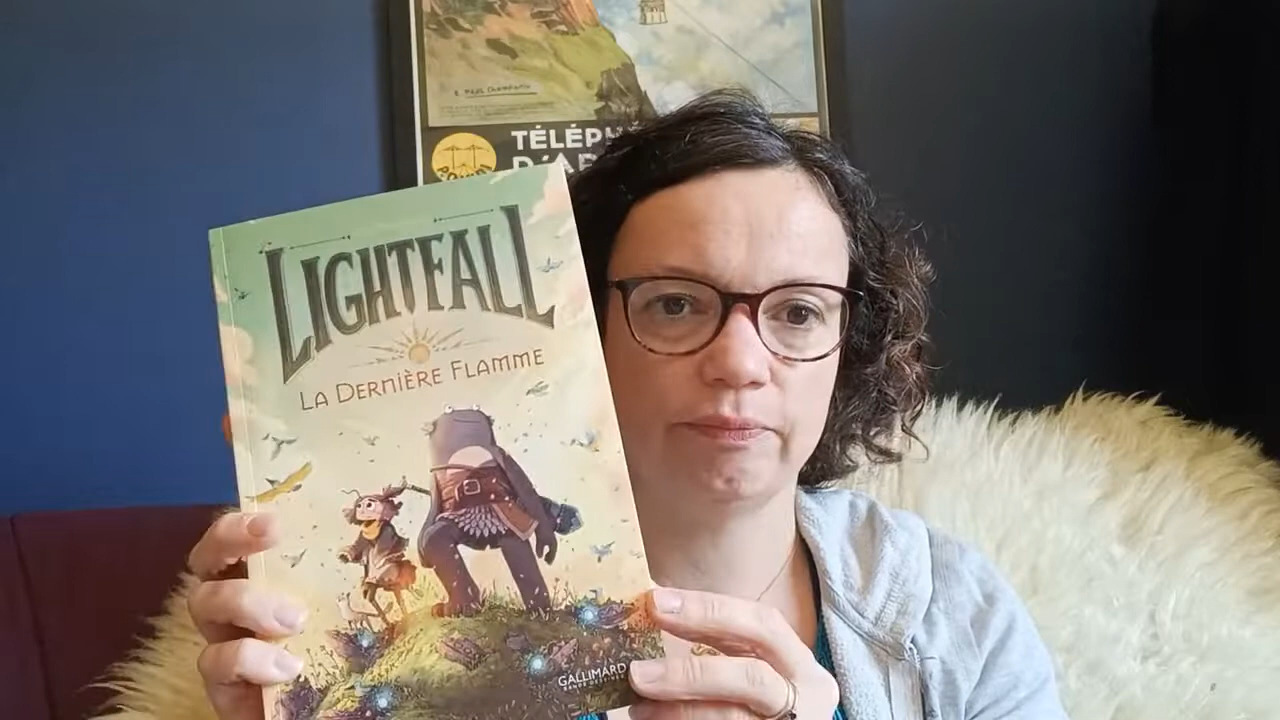 TÉLÉPH
D'A
LIGHTFALL
LA DERNIÈRE FLAMME
GALLIMARD